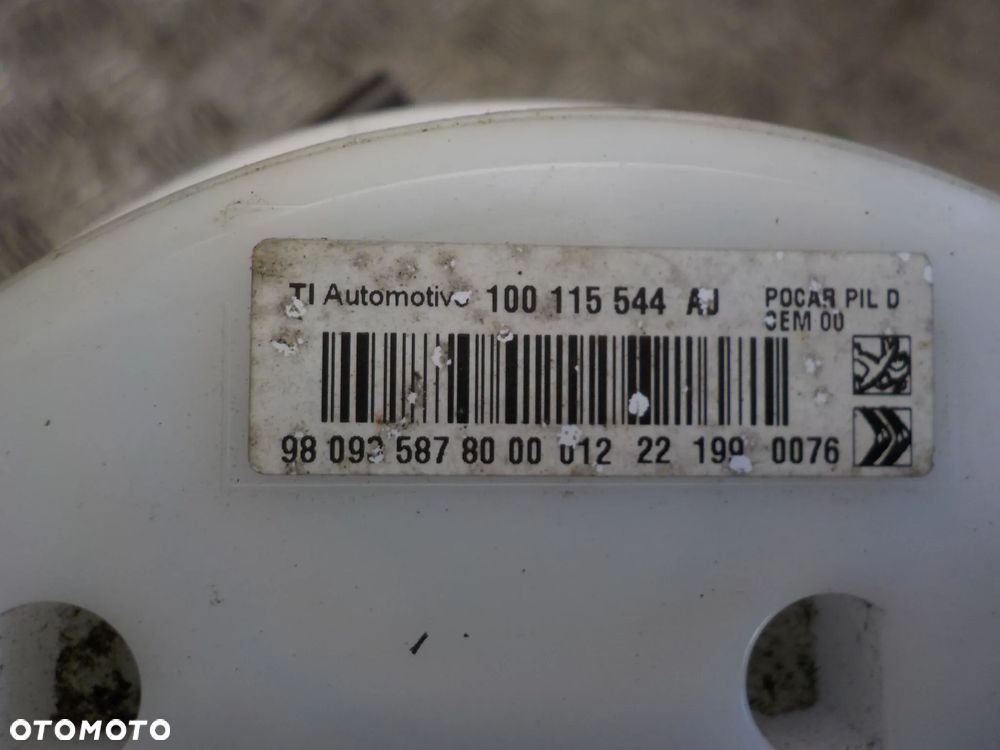 TI Automotive 100 115 544 AJ
POCAR PIL D
OEM 00
98 093 587 80 00 012 22 199 0076
OTOMOTO